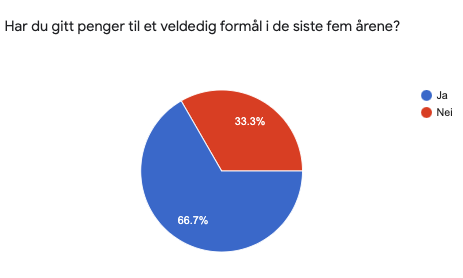 Har du gitt penger til et veldedig formål i de siste fem årene?
Ja
Nei
33.3%
66.7%